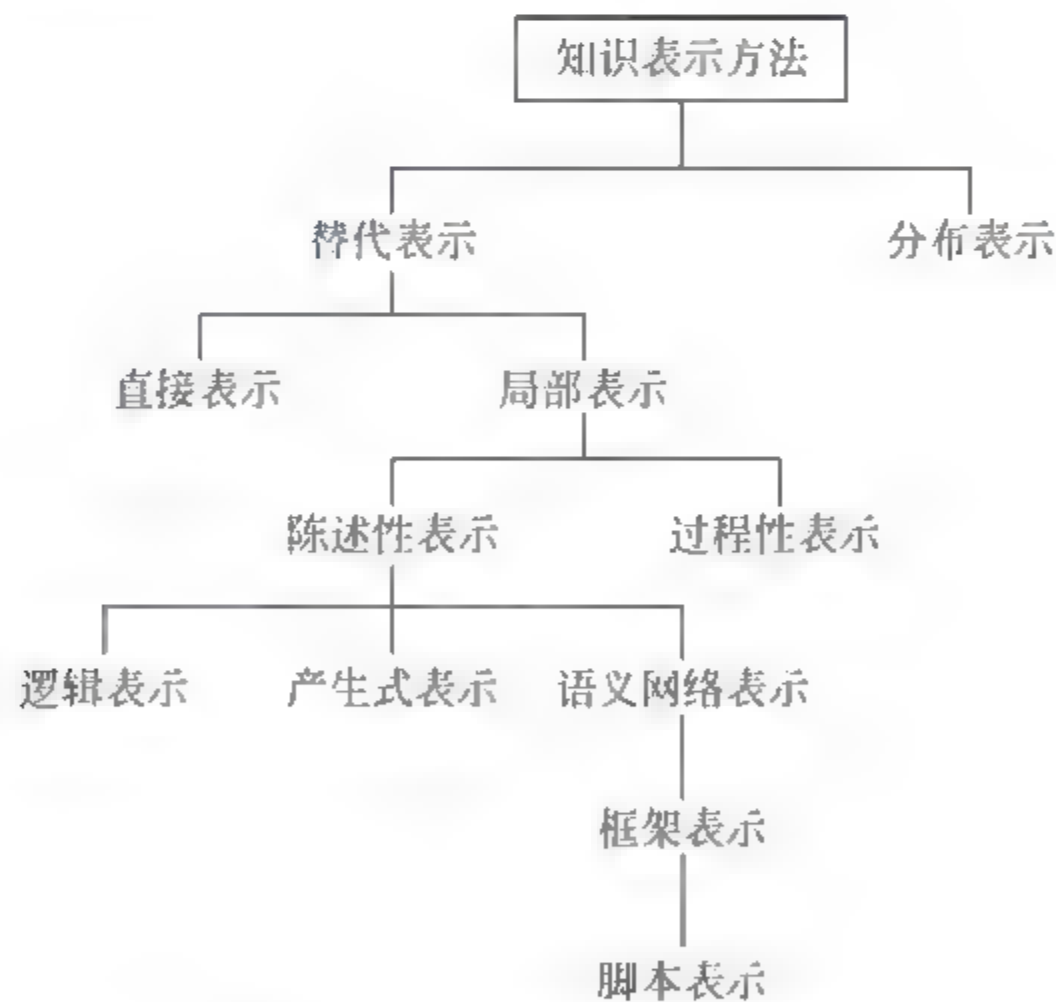 知识表示方法
替代表示 分布表示
直接表示 局部表示
陈述性表示 过程性表示
逻辑表示 产生式表示 语义网络表示
框架表示
脚本表示